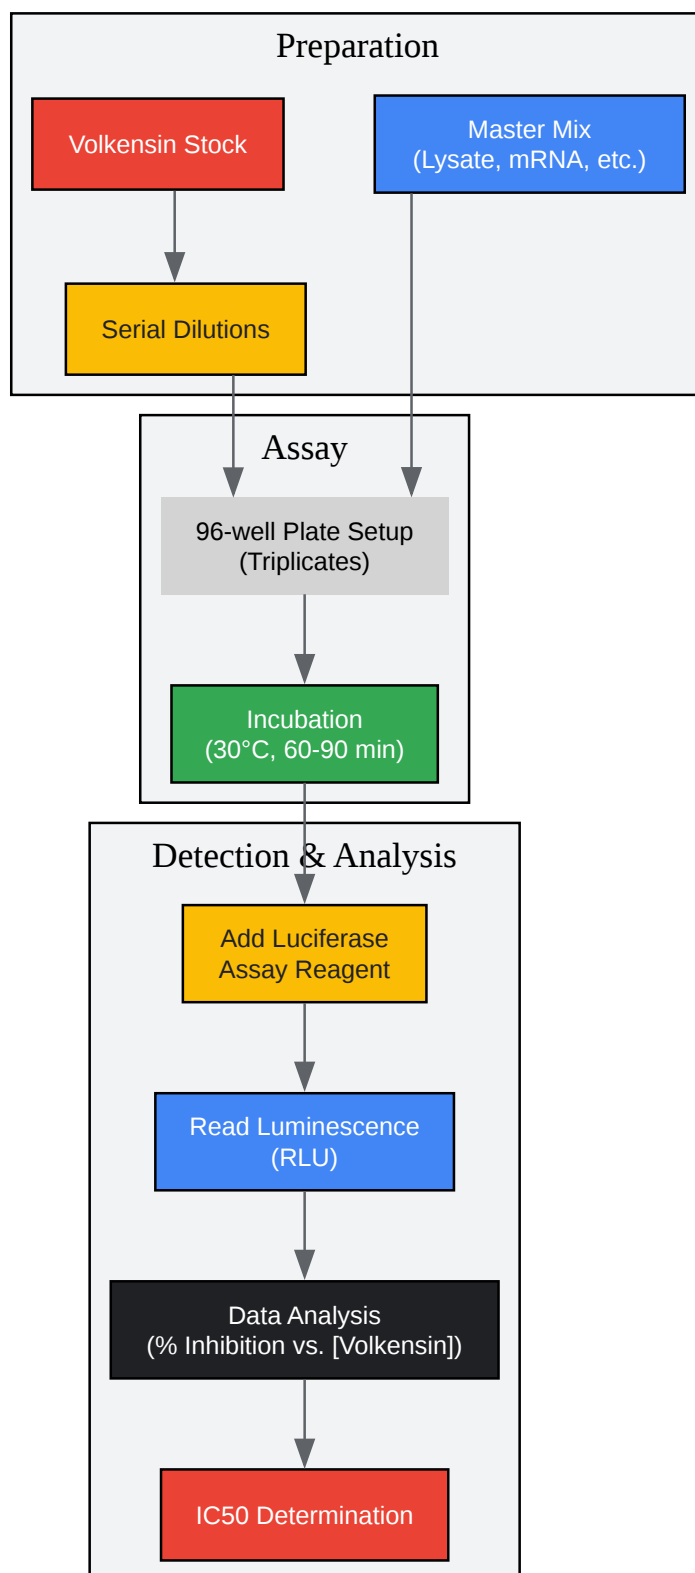 Preparation
Volkensin Stock
Master Mix
(Lysate, mRNA, etc.)
Serial Dilutions
Assay
96-well Plate Setup
(Triplicates)
Incubation
(30°C, 60-90 min)
Detection & Analysis
Add Luciferase
Assay Reagent
Read Luminescence
(RLU)
Data Analysis
(% Inhibition vs. [Volkensin])
IC50 Determination